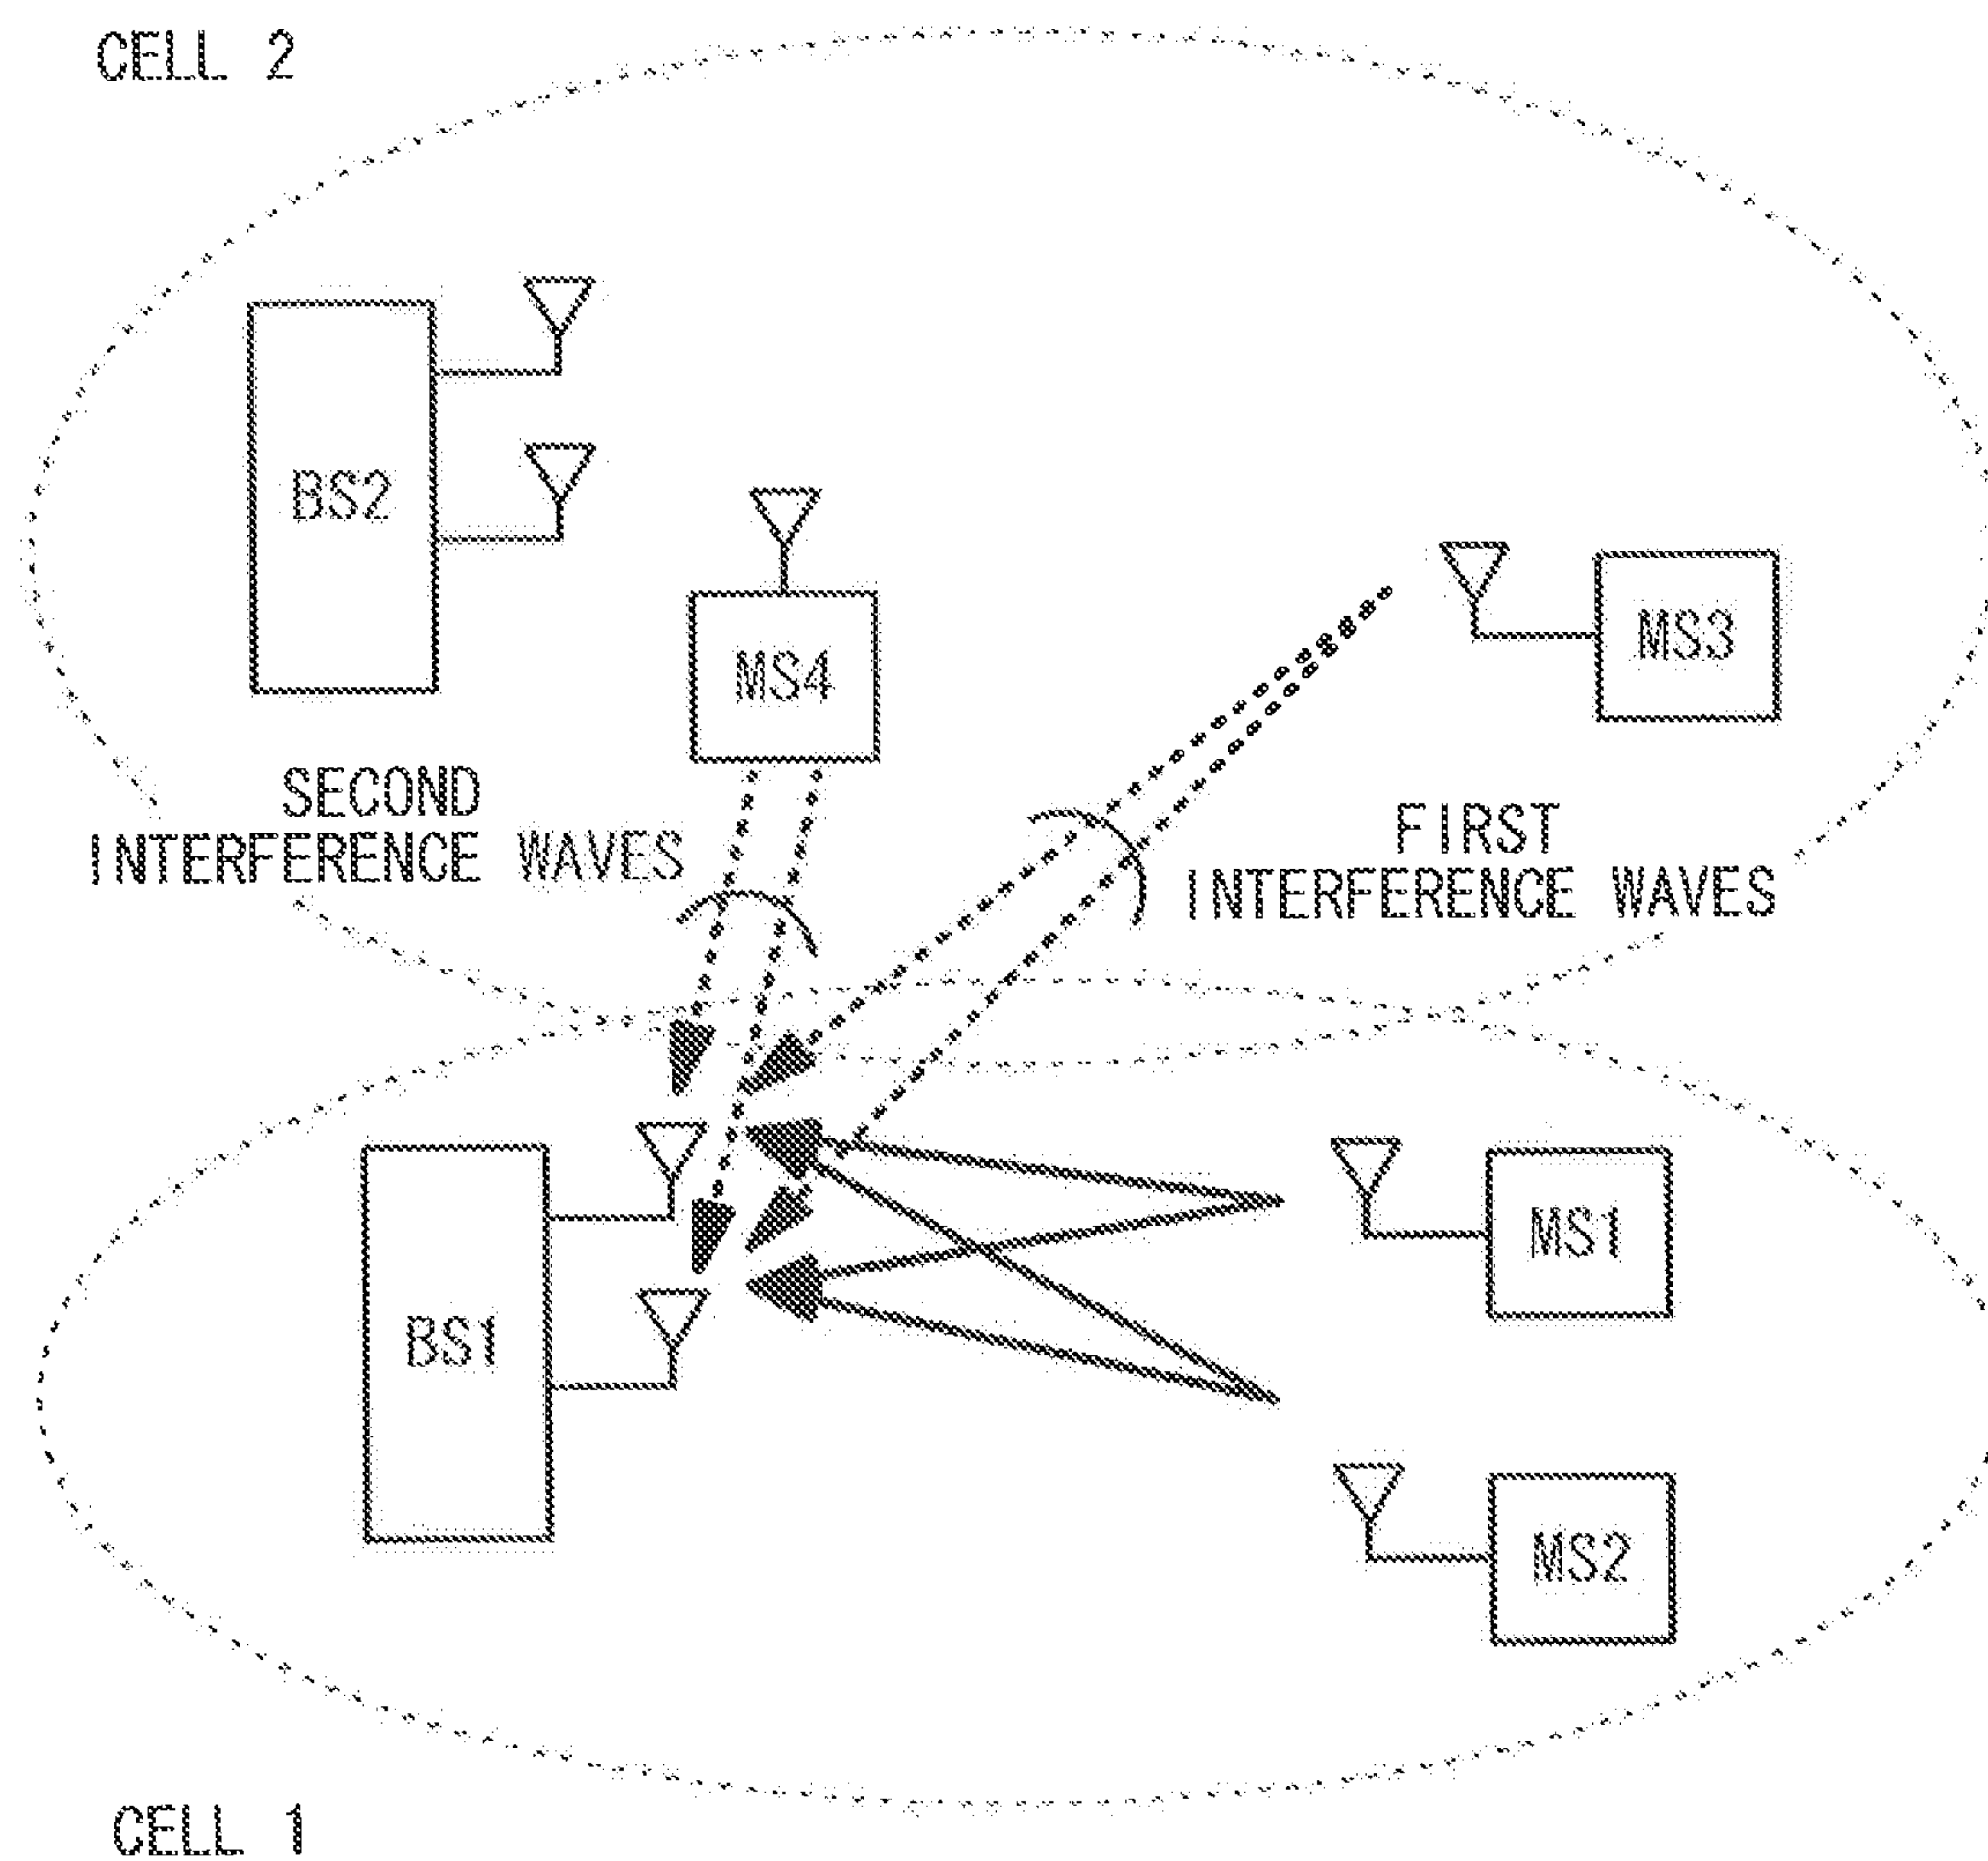 CELL 2
BS2
MS4
MS3
SECOND
INTERFERENCE WAVES
FIRST
INTERFERENCE WAVES
BS1
MS1
MS2
CELL 1